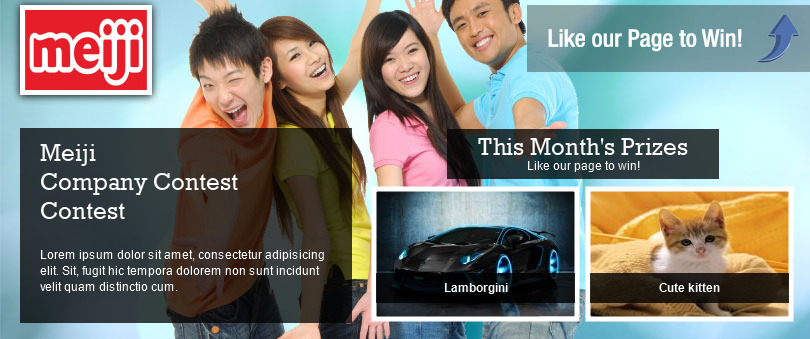 meiji
Like our Page to Win!
Meiji
Company Contest
Contest
Lorem ipsum dolor sit amet, consectetur adipisicing
elit. Sit, fugit hic tempora dolorem non sunt incidunt
velit quam distinctio cum.
This Month's Prizes
Like our page to win!
Lamborgini
Cute kitten